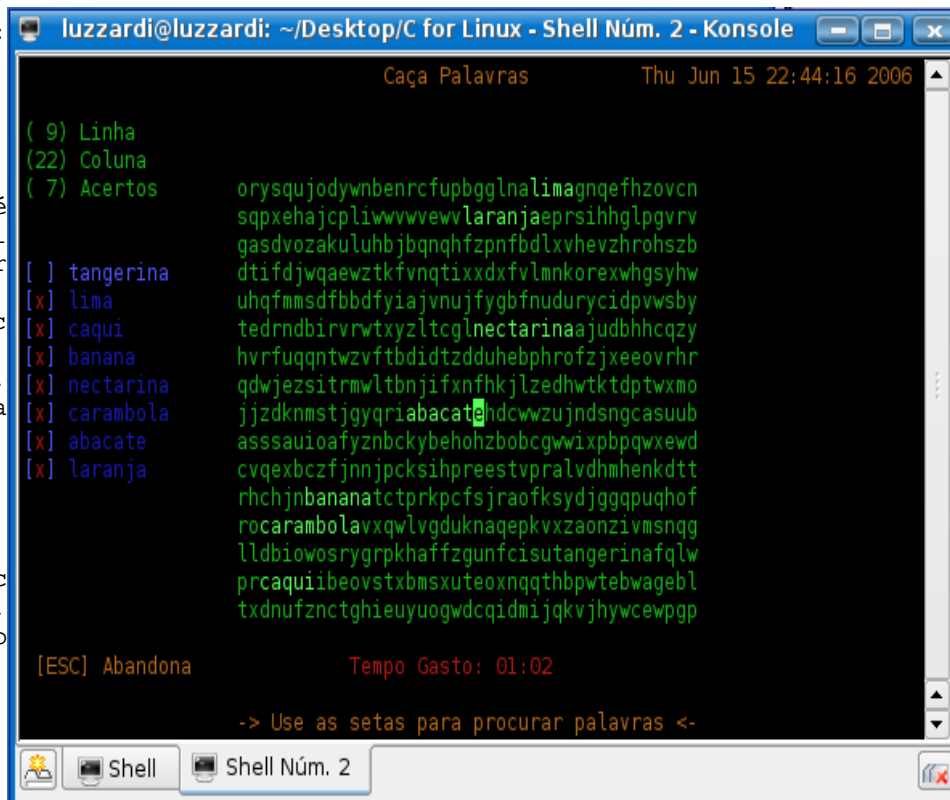 luzzardi@luzzardi: ~/Desktop/C for Linux - Shell Núm. 2 - Konsole
Caça Palavras Thu Jun 15 22:44:16 2006
( 9) Linha
(22) Coluna
( 7) Acertos orysqujodywnbenrcfupbgglnalimagnqefhzovcn
sqpxehajcpliwwvwvewvlaranjaeprsihhglpgvrv
gasdvozakuluhbjbqnqhfzpnfbdlxvhevzhrohszb
[ ] tangerina dtifdjwqaewztkfvnqtixxdxfvlmnkorexwhgsyhw
[x] lima uhqfmmsdfbbdfyiajvnujfygbfnudurycidpvwsby
[x] caqui tedrndbirvrwtxyzltcglnectarinaajudbhhcqzy
[x] banana hvrfuqqntwzvftbdidtzdduhebphrofzjxeeovrhr
[x] nectarina qdwjezsitrmwltbnjifxnfhkjlzedhwtktdptwxmo
[x] carambola jjzdknmstjgyqriabacatehdcwwzujndsngcasuub
[x] abacate asssauioafyznbckybehohzbobcgwwixpbpqwxewd
[x] laranja cvqexbczfjnnjpcksihpreestvpralvdhmhenkdtt
rhchjnbananatctprkpcfsjraofksydjggqpuqhof
rocarambolavxqwlvgduknaqepkvxzaonzivmsnqg
lldbiowosrygrpkhaffzgunfcisutangerinafqlw
prcaquiibeovstxbmsxuteoxnqqthbpwtebwagebl
txdnufznctghieuyuogwdcqidmijqkvjhywcewpgp
[ESC] Abandona Tempo Gasto: 01:02
-> Use as setas para procurar palavras <-
Shell Shell Núm. 2